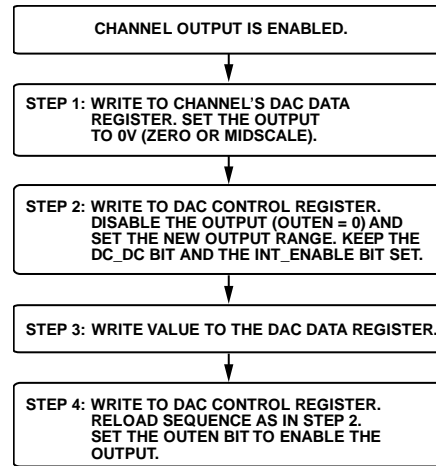 CHANNEL OUTPUT IS ENABLED.
STEP 1: WRITE TO CHANNEL'S DAC DATA
REGISTER. SET THE OUTPUT
TO 0V (ZERO OR MIDSCALE).
STEP 2: WRITE TO DAC CONTROL REGISTER.
DISABLE THE OUTPUT (OUTEN = 0) AND
SET THE NEW OUTPUT RANGE. KEEP THE
DC_DC BIT AND THE INT_ENABLE BIT SET.
STEP 3: WRITE VALUE TO THE DAC DATA REGISTER.
STEP 4: WRITE TO DAC CONTROL REGISTER.
RELOAD SEQUENCE AS IN STEP 2.
SET THE OUTEN BIT TO ENABLE THE
OUTPUT.